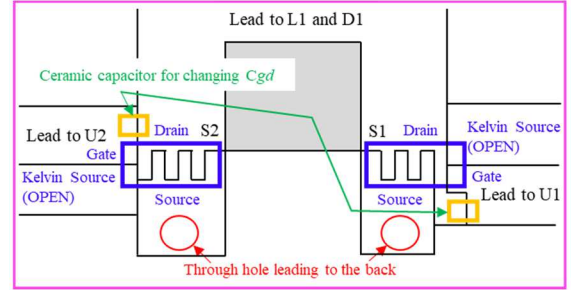 Lead to L1 and D1
Ceramic capacitor for changing Cgd
Lead to U2
Drain
S2
S1
Drain
Kelvin Source
(OPEN)
Gate
Kelvin Source
(OPEN)
Gate
Lead to U1
Source
Source
Through hole leading to the back